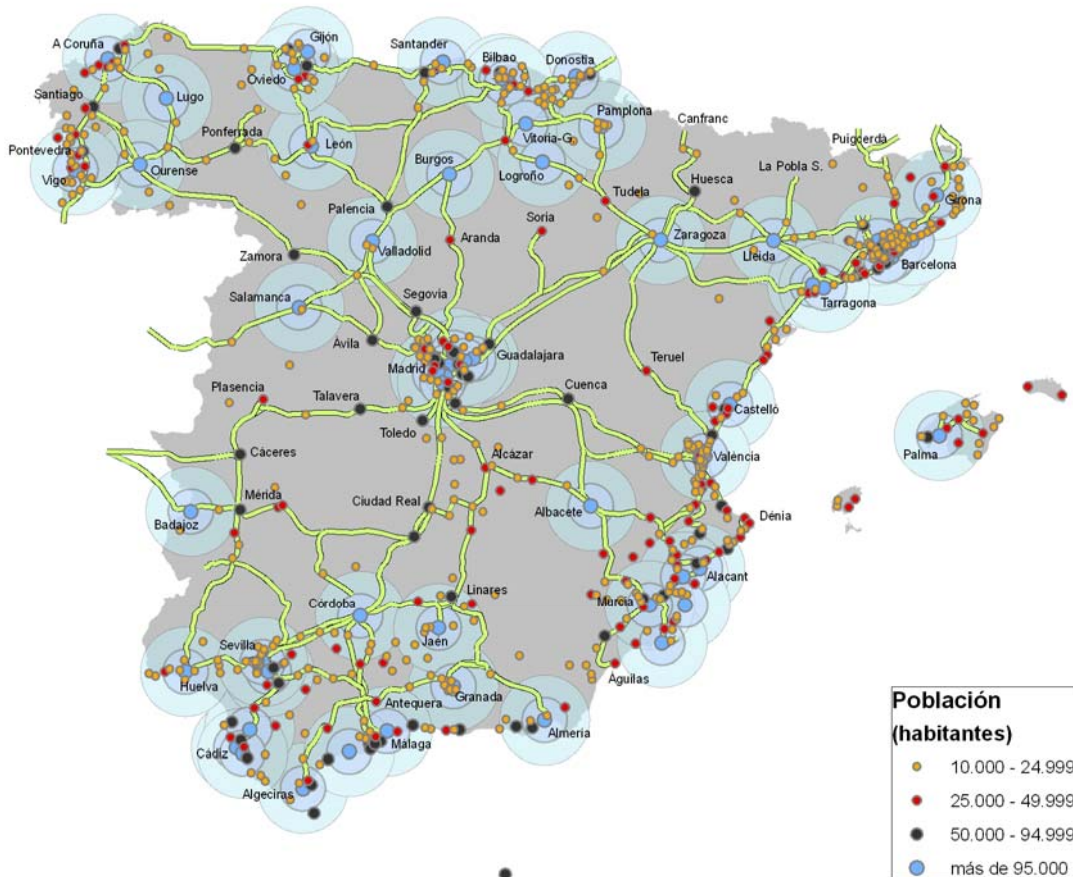 A Coruña
Gijón
Santander
Bilbao
Donostia
Oviedo
Lugo
Santiago
Pamplona
Canfranc
Puigcerdà
Ponferrada
León
Vitoria-G.
Pontevedra
Vigo
Ourense
Burgos
Logroño
La Pobla S.
Huesca
Tudela
Girona
Palencia
Soria
Zaragoza
Aranda
Valladolid
Lleida
Barcelona
Zamora
Salamanca
Segovia
Tarragona
Ávila
Guadalajara
Madrid
Teruel
Plasencia
Talavera
Cuenca
Castelló
Toledo
Cáceres
Alcázar
València
Palma
Mérida
Ciudad Real
Albacete
Dénia
Badajoz
Alacant
Linares
Córdoba
Murcia
Jaén
Sevilla
Águilas
Huelva
Granada
Antequera
Almería
Málaga
Cádiz
Algeciras
Población
(habitantes)
10.000 - 24.999
25.000 - 49.999
50.000 - 94.999
más de 95.000